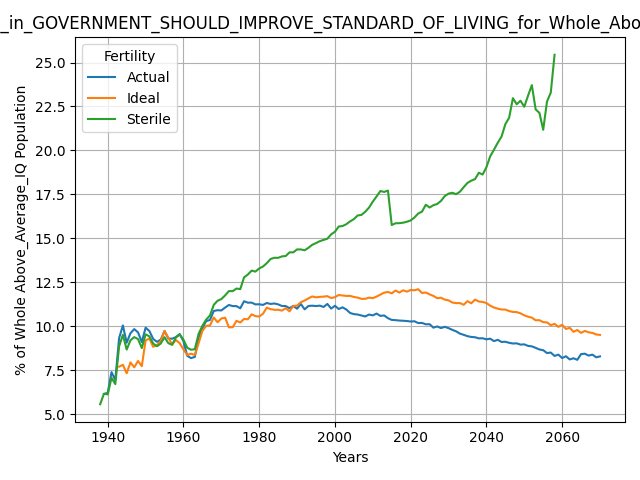 _in_GOVERNMENT_SHOULD_IMPROVE_STANDARD_OF_LIVING_for_Whole_Abo
% of Whole Above_Average_IQ Population
25.0
22.5
20.0
17.5
15.0
12.5
10.0
7.5
5.0
Fertility
Actual
Ideal
Sterile
1940 1960 1980 2000 2020 2040 2060
Years